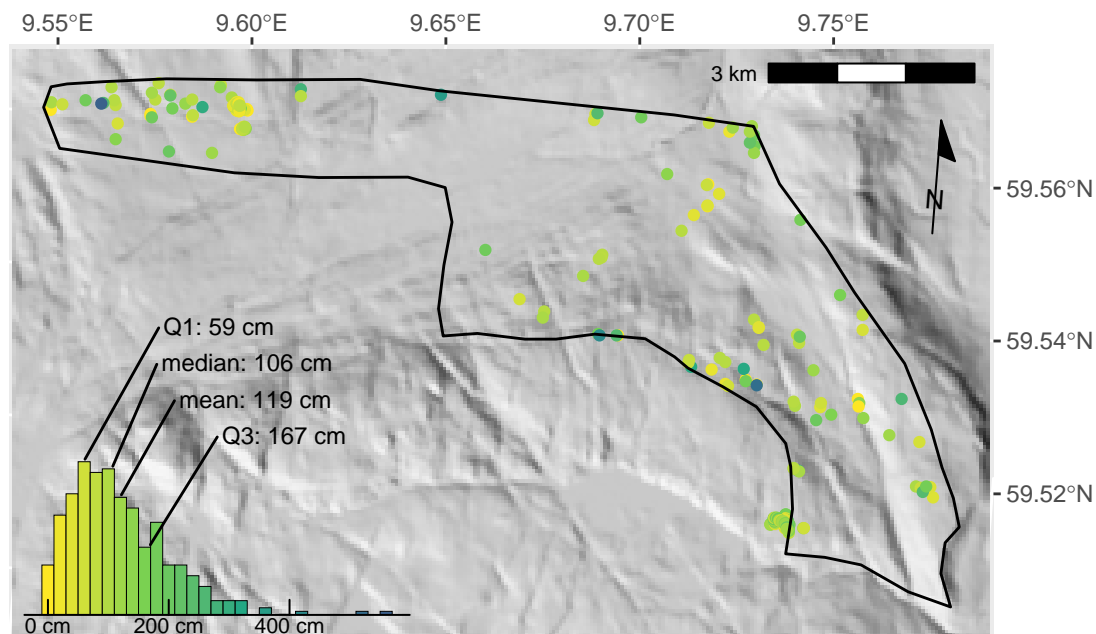 9.55°E 9.60°E 9.65°E 9.70°E 9.75°E
3 km
N
59.56°N
59.54°N
59.52°N
Q1: 59 cm
median: 106 cm
mean: 119 cm
Q3: 167 cm
0 cm 200 cm 400 cm